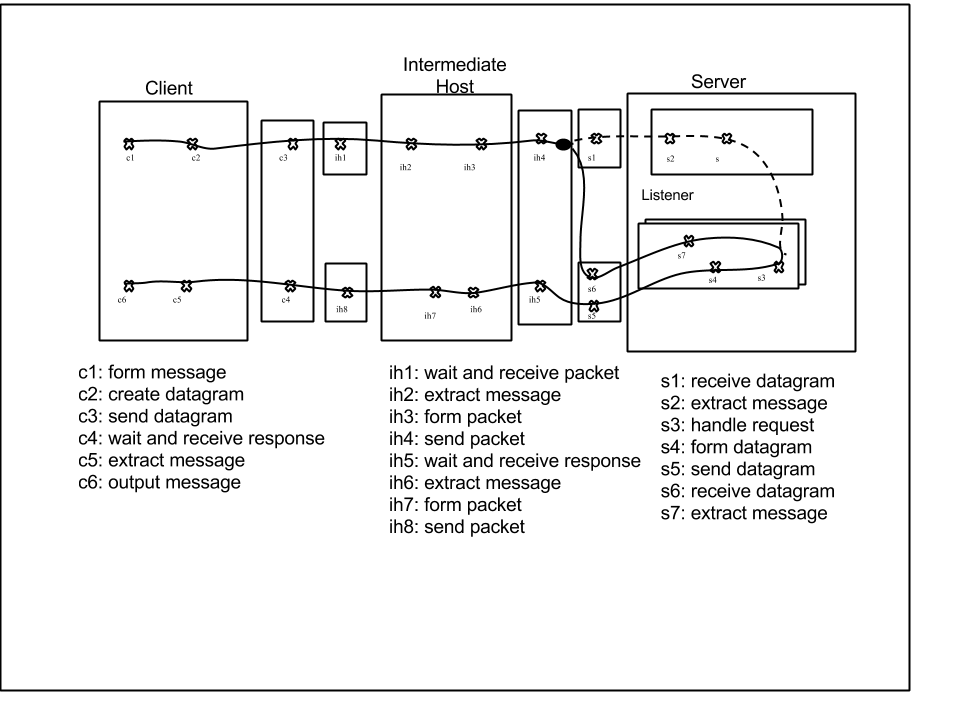 Client
Intermediate
Host
Server
c1
c2
c3
ih1
ih2
ih3
ih4
s1
s2
s
Listener
s7
s4
s3
s6
s5
c6
c5
c4
ih8
ih7
ih6
ih5
c1: form message
c2: create datagram
c3: send datagram
c4: wait and receive response
c5: extract message
c6: output message
ih1: wait and receive packet
ih2: extract message
ih3: form packet
ih4: send packet
ih5: wait and receive response
ih6: extract message
ih7: form packet
ih8: send packet
s1: receive datagram
s2: extract message
s3: handle request
s4: form datagram
s5: send datagram
s6: receive datagram
s7: extract message